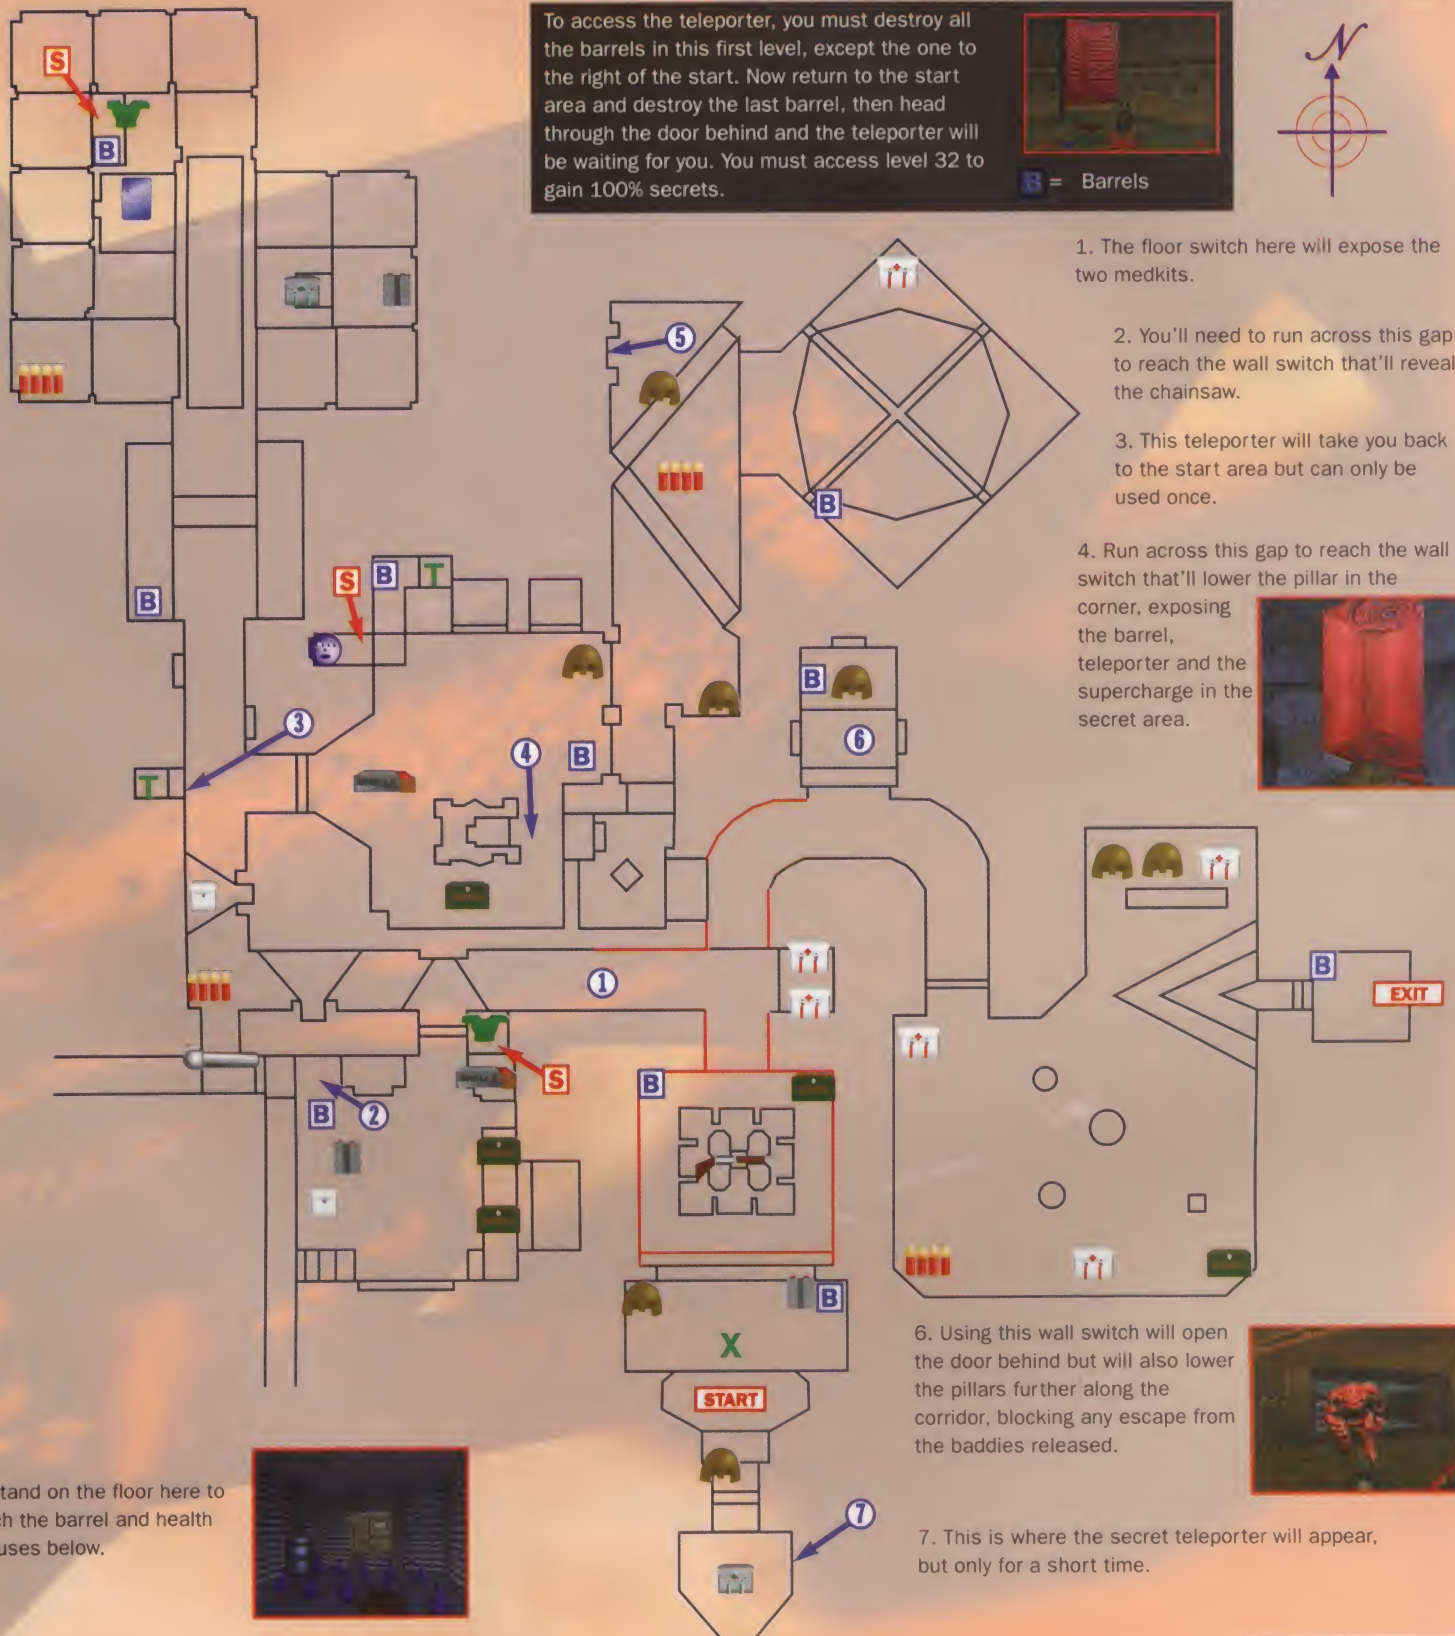 To access the teleporter, you must destroy all
the barrels in this first level, except the one to
the right of the start. Now return to the start
area and destroy the last barrel, then head
through the door behind and the teleporter will
be waiting for you. You must access level 32 to
gain 100% secrets.
B = Barrels
N
1. The floor switch here will expose the
two medkits.
2. You'll need to run across this gap
to reach the wall switch that'll reveal
the chainsaw.
3. This teleporter will take you back
to the start area but can only be
used once.
4. Run across this gap to reach the wall
switch that'll lower the pillar in the
corner, exposing
the barrel,
teleporter and the
supercharge in the
secret area.
S
B
5
B
B
S
B
T
B
6
3
4
B
T
1
B
EXIT
S
B
B
2
B
X
START
6. Using this wall switch will open
the door behind but will also lower
the pillars further along the
corridor, blocking any escape from
the baddies released.
tand on the floor here to
ch the barrel and health
uses below.
7
7. This is where the secret teleporter will appear,
but only for a short time.